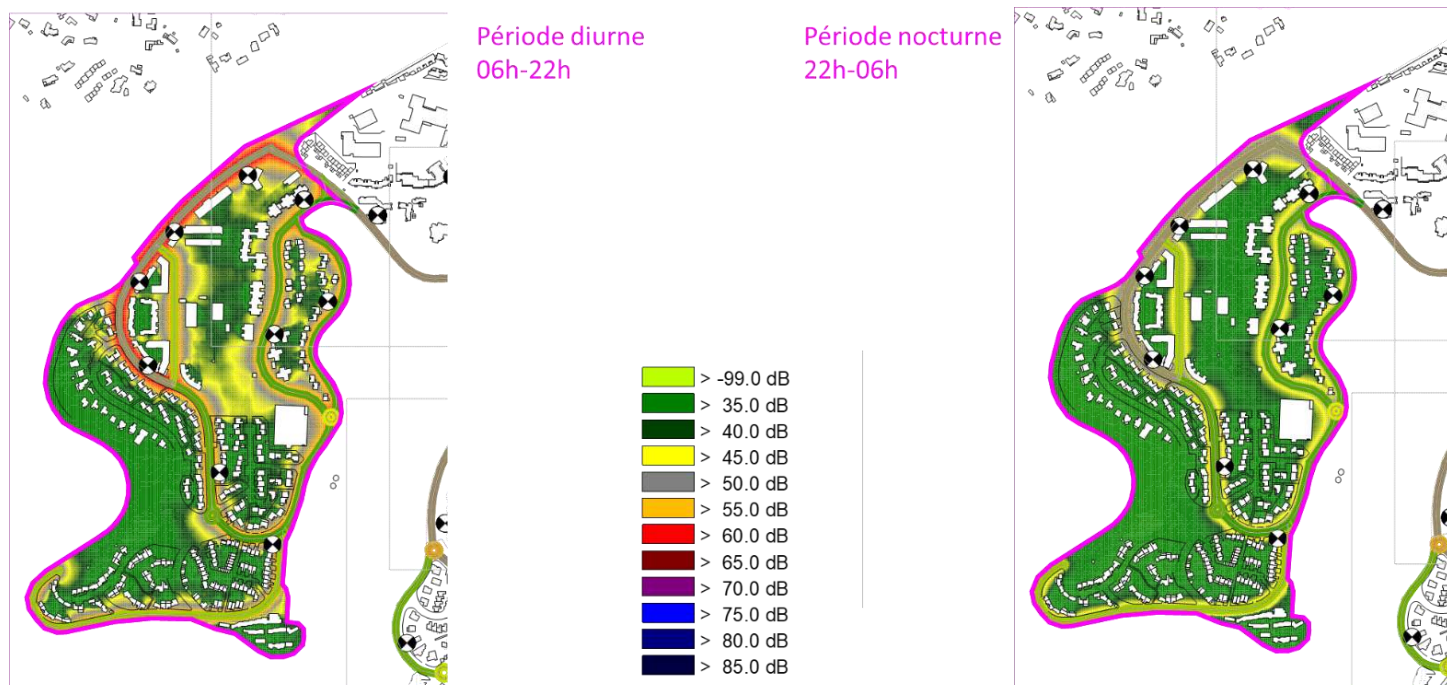 Période diurne
06h-22h
Période nocturne
22h-06h
> -99.0 dB
> 35.0 dB
> 40.0 dB
> 45.0 dB
> 50.0 dB
> 55.0 dB
> 60.0 dB
> 65.0 dB
> 70.0 dB
> 75.0 dB
> 80.0 dB
> 85.0 dB